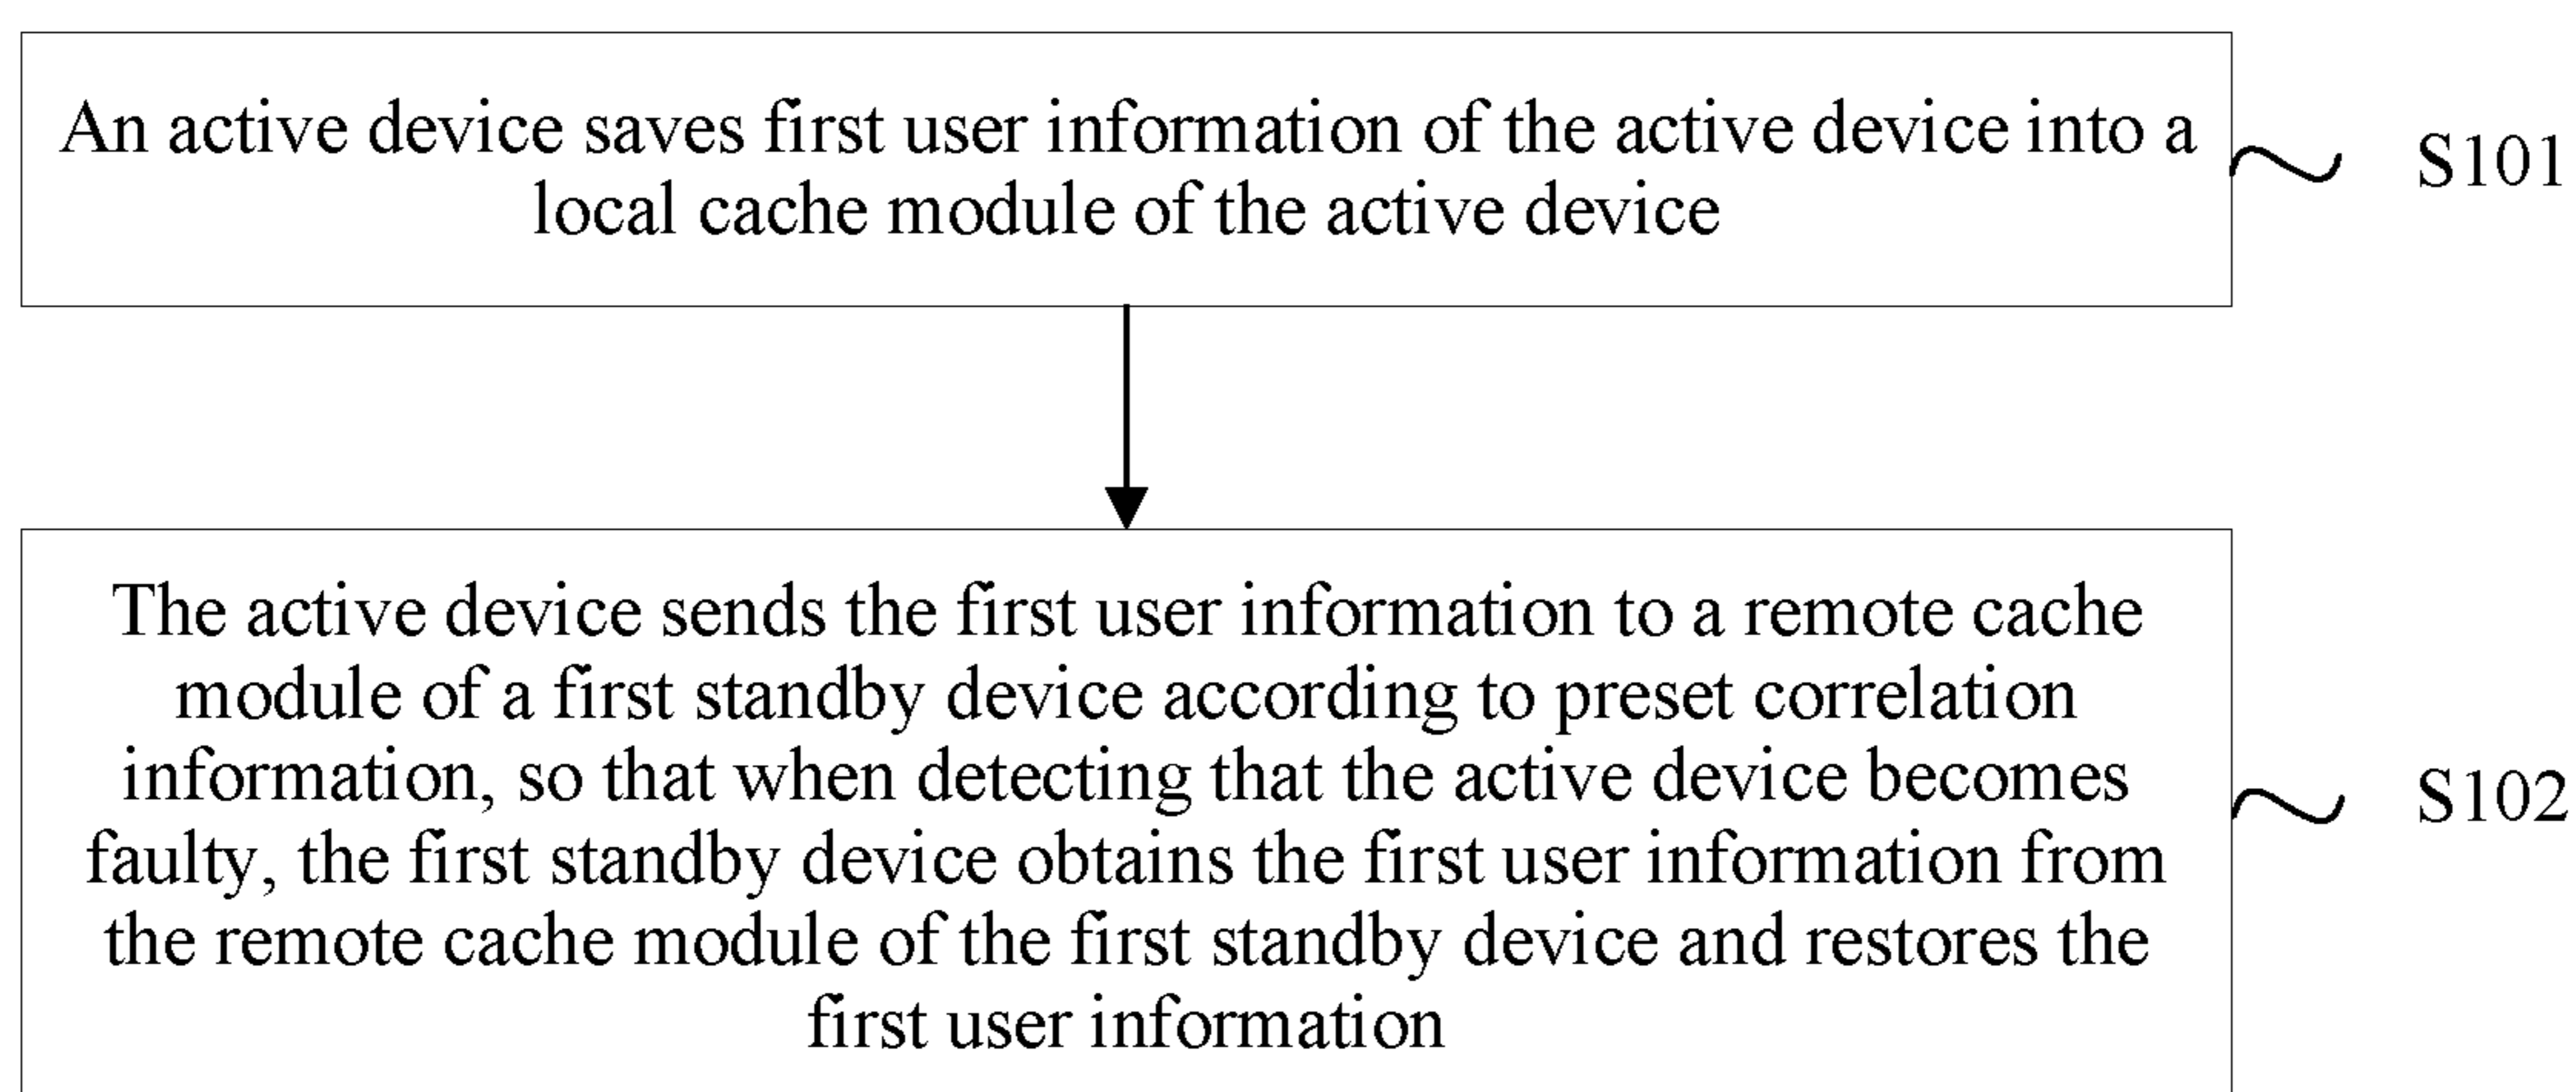 An active device saves first user information of the active device into a
local cache module of the active device
S101
The active device sends the first user information to a remote cache
module of a first standby device according to preset correlation
information, so that when detecting that the active device becomes
faulty, the first standby device obtains the first user information from
the remote cache module of the first standby device and restores the
first user information
S102